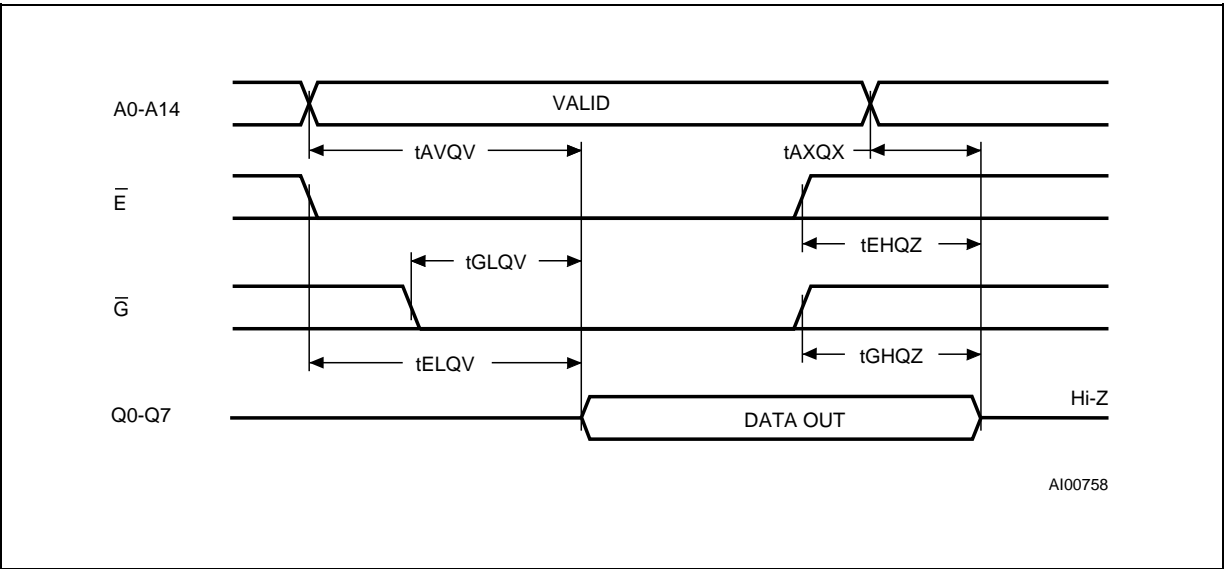 A0-A14
VALID
tAVQV
tAXQX
E̅
tEHQZ
tGLQV
G̅
tGHQZ
tELQV
Hi-Z
Q0-Q7
DATA OUT
AI00758